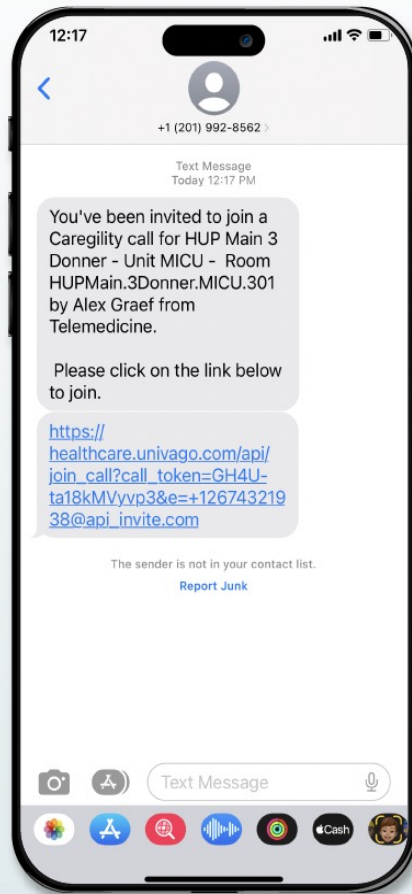 12:17
+1 (201) 992-8562 >
Text Message
Today 12:17 PM
You've been invited to join a
Caregility call for HUP Main 3
Donner - Unit MICU - Room
HUPMain.3Donner.MICU.301
by Alex Graef from
Telemedicine.
Please click on the link below
to join.
https://
healthcare.univago.com/api/
join_call?call_token=GH4U-
ta18kMVyvp3&e=+126743219
38@api_invite.com
The sender is not in your contact list.
Report Junk
Text Message
Cash